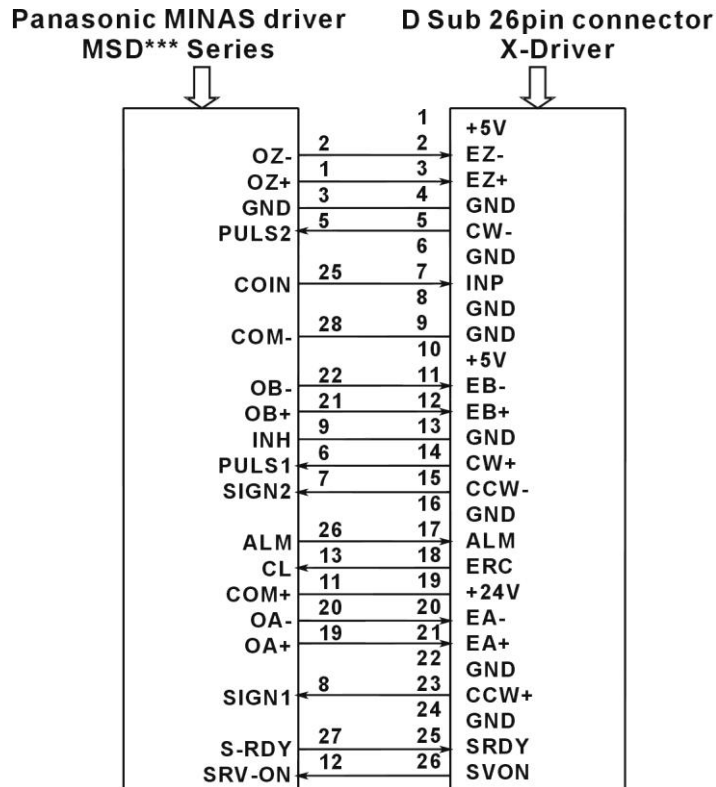 Panasonic MINAS driver D Sub 26pin connector
MSD*** Series X-Driver
1 +5V
OZ- 2 2 EZ-
OZ+ 1 3 EZ+
GND 3 4 GND
PULS2 5 5 CW-
6 GND
COIN 25 7 INP
8 GND
COM- 28 9 GND
10 +5V
OB- 22 11 EB-
OB+ 21 12 EB+
INH 9 13 GND
PULS1 6 14 CW+
SIGN2 7 15 CCW-
16 GND
ALM 26 17 ALM
CL 13 18 ERC
COM+ 11 19 +24V
OA- 20 20 EA-
OA+ 19 21 EA+
22 GND
SIGN1 8 23 CCW+
24 GND
S-RDY 27 25 SRDY
SRV-ON 12 26 SVON